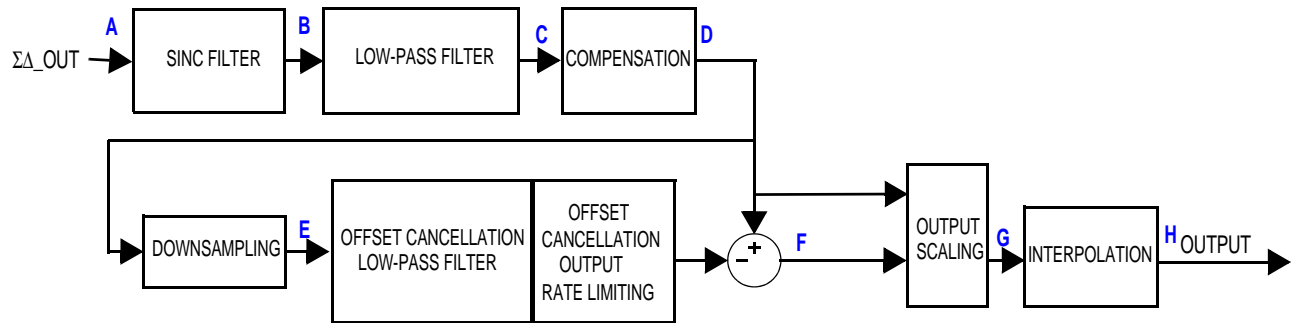 A
B
C
D
ΣΔ_OUT
SINC FILTER
LOW-PASS FILTER
COMPENSATION
E
DOWNSAMPLING
OFFSET CANCELLATION
LOW-PASS FILTER
OFFSET
CANCELLATION
OUTPUT
RATE LIMITING
- +
F
OUTPUT
SCALING
G
INTERPOLATION
H
OUTPUT